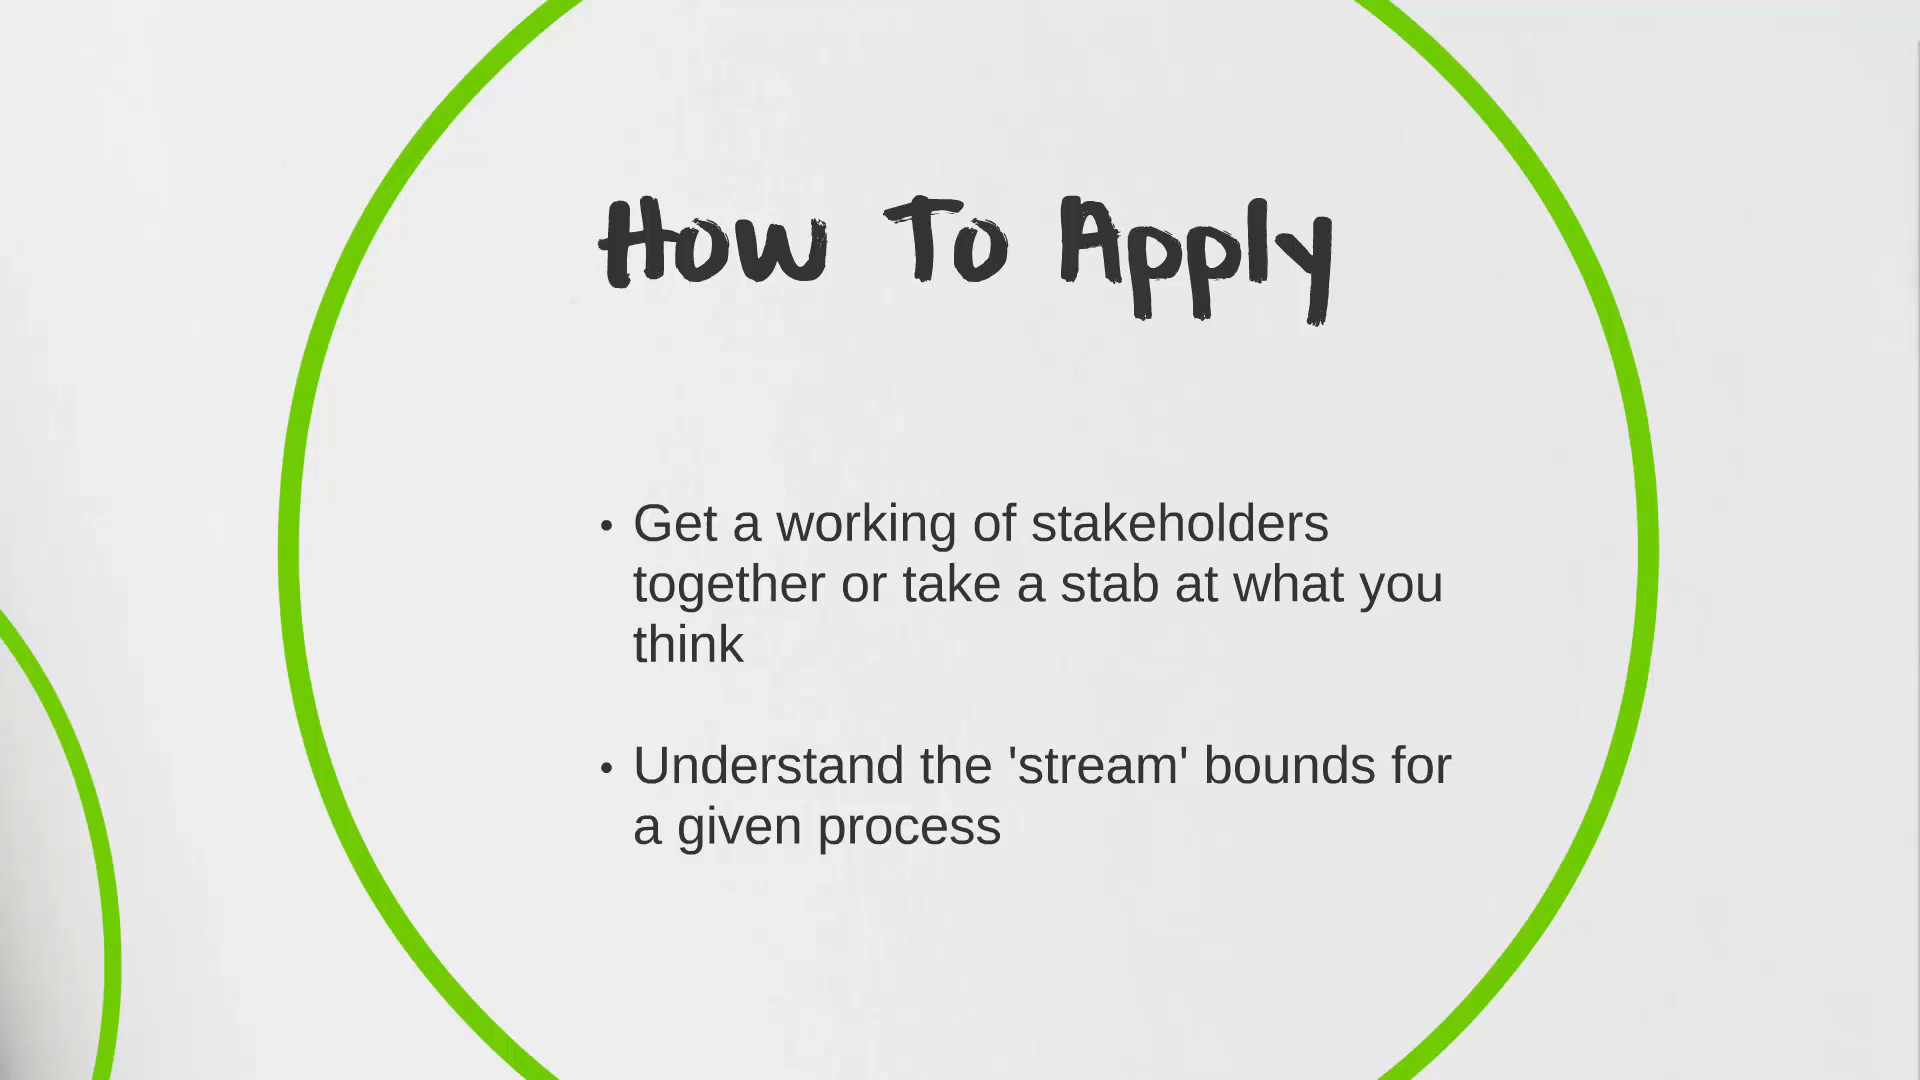 How To Apply
• Get a working of stakeholders
together or take a stab at what you
think
• Understand the 'stream' bounds for
a given process